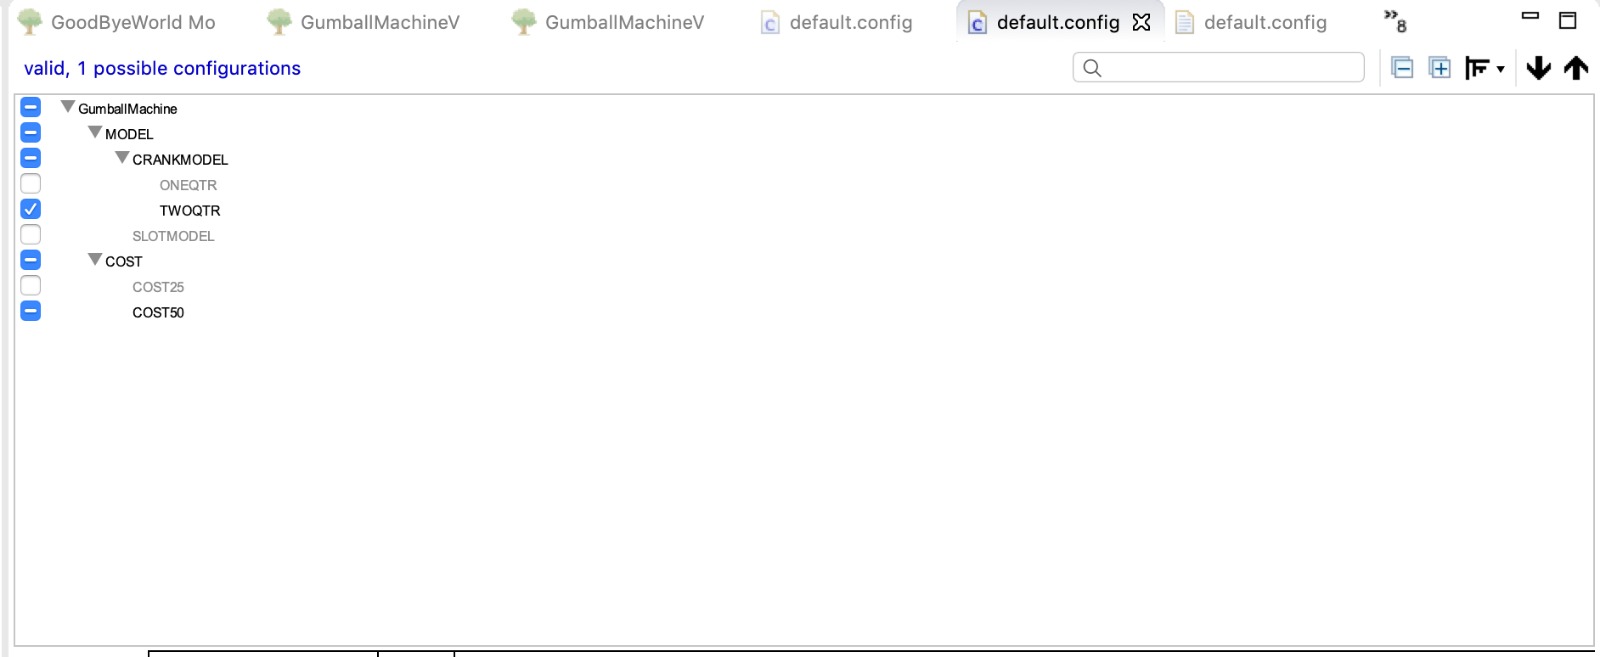 GoodByeWorld Mo GumballMachineV GumballMachineV default.config default.config default.config »8
valid, 1 possible configurations
GumballMachine
MODEL
CRANKMODEL
ONEQTR
TWOQTR
SLOTMODEL
COST
COST25
COST50